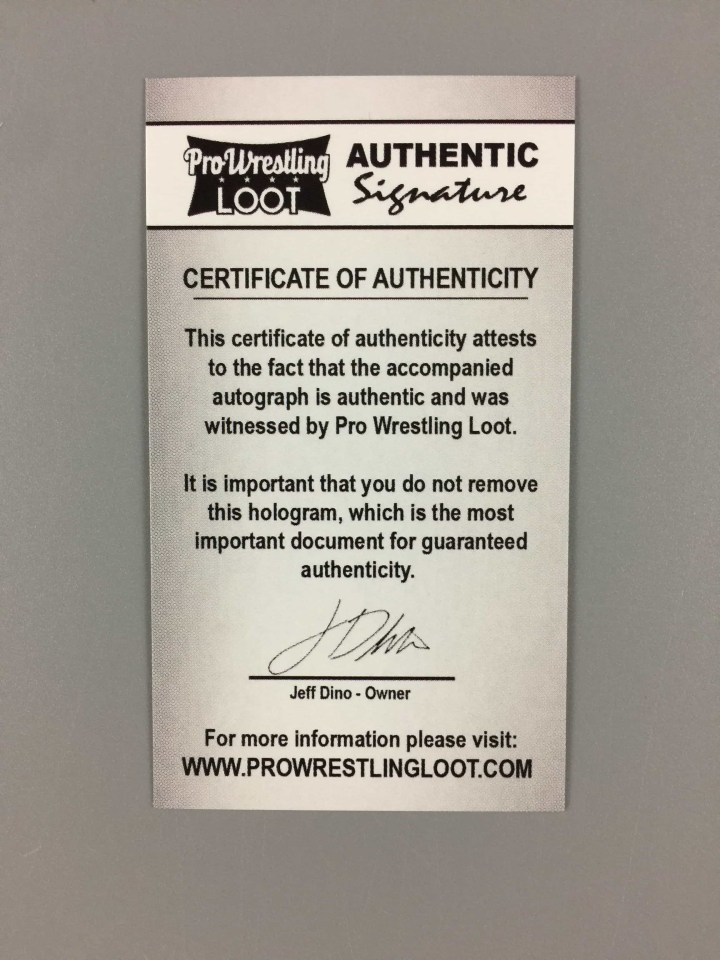 Pro Wrestling
LOOT
AUTHENTIC
Signature
CERTIFICATE OF AUTHENTICITY
This certificate of authenticity attests
to the fact that the accompanied
autograph is authentic and was
witnessed by Pro Wrestling Loot.
It is important that you do not remove
this hologram, which is the most
important document for guaranteed
authenticity.
J Dino
Jeff Dino - Owner
For more information please visit:
WWW.PROWRESTLINGLOOT.COM